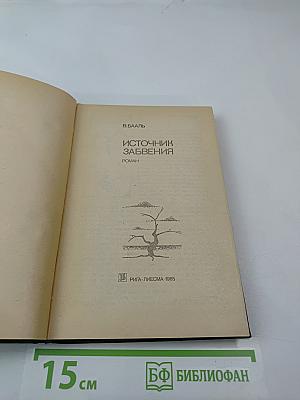 В. БААЛЬ
ИСТОЧНИК
ЗАБВЕНИЯ
РОМАН
РИГА · ЛИЕСМА · 1985
15 см
БФ БИБЛИОФАН